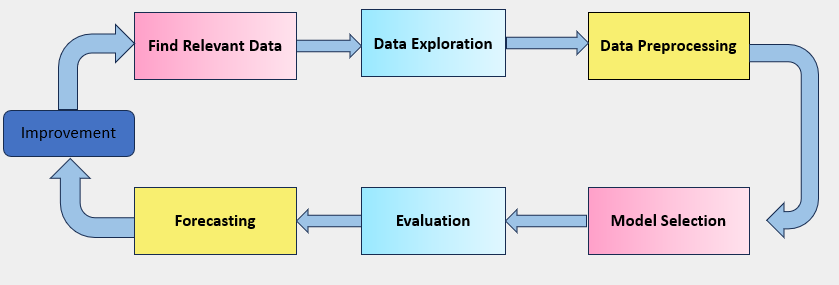 Find Relevant Data
Data Exploration
Data Preprocessing
Improvement
Forecasting
Evaluation
Model Selection